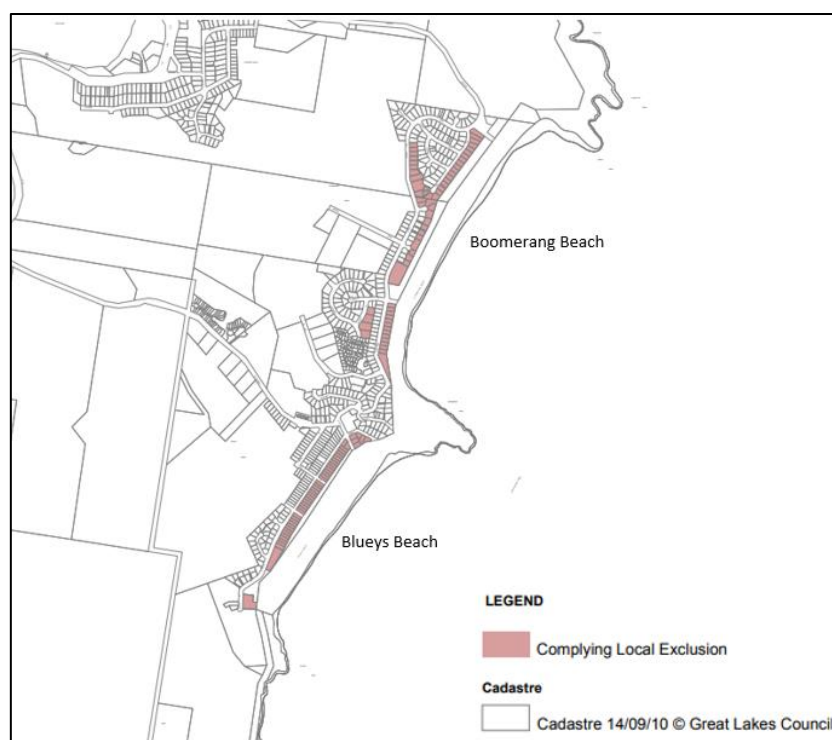 Boomerang Beach
Blueys Beach
LEGEND
Complying Local Exclusion
Cadastre
Cadastre 14/09/10 © Great Lakes Council